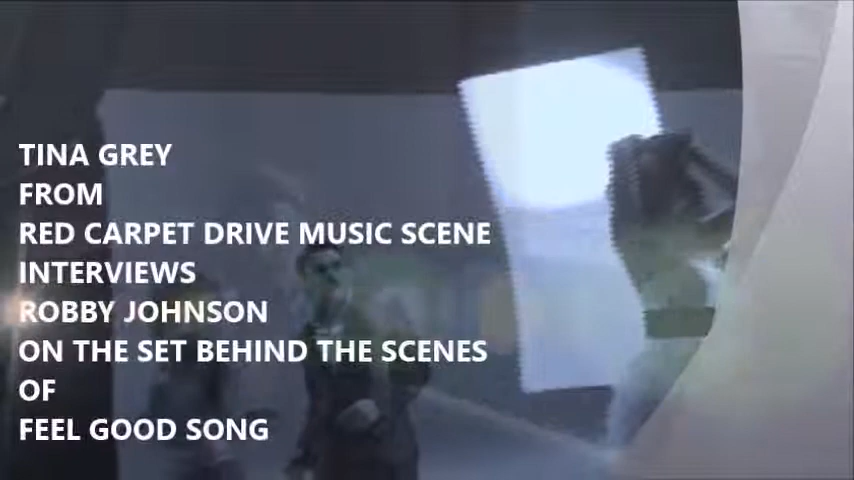 TINA GREY
FROM
RED CARPET DRIVE MUSIC SCENE
INTERVIEWS
ROBBY JOHNSON
ON THE SET BEHIND THE SCENES
OF
FEEL GOOD SONG